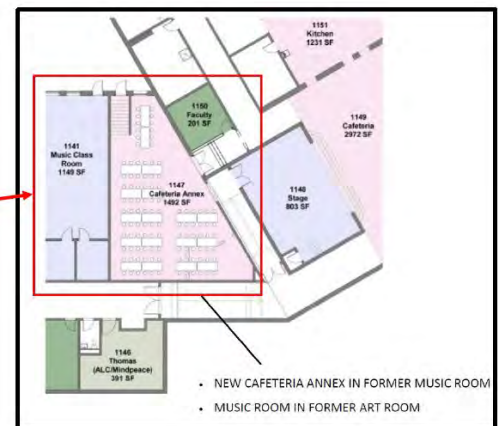 1151
Kitchen
1231 SF
1150
Faculty
201 SF
1149
Cafeteria
2972 SF
1141
Music Class
Room
1149 SF
1147
Cafeteria Annex
1492 SF
1148
Stage
803 SF
1146
Thomas
(ALC/Mindpeace)
391 SF
• NEW CAFETERIA ANNEX IN FORMER MUSIC ROOM
• MUSIC ROOM IN FORMER ART ROOM